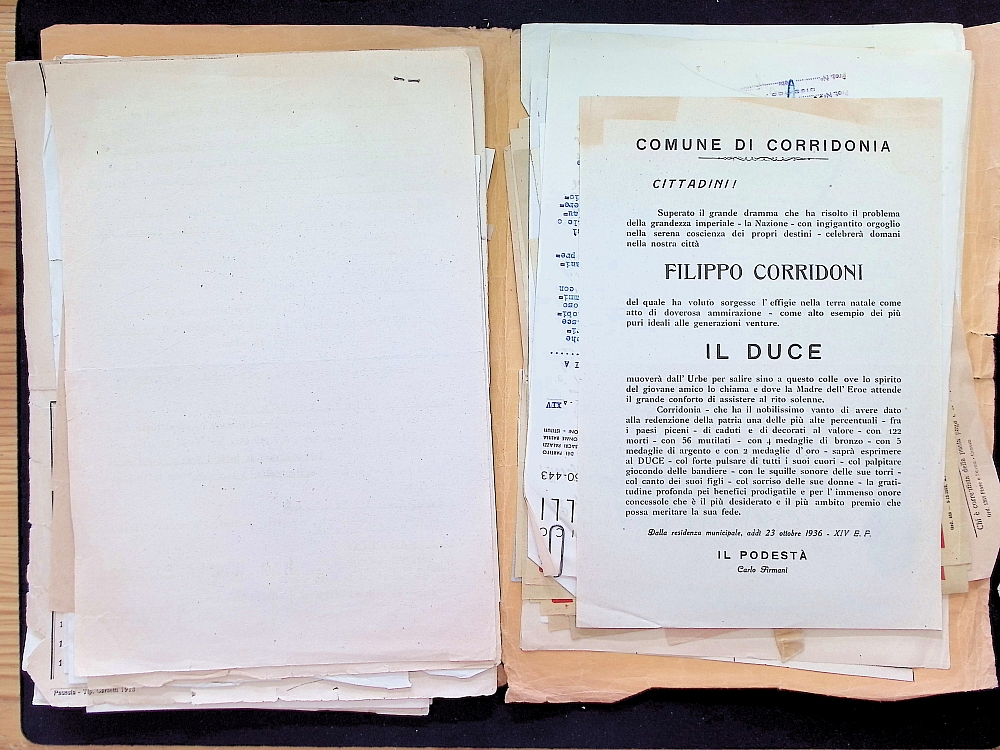 COMUNE DI CORRIDONIA
CITTADINI!
Superato il grande dramma che ha risolto il problema
della grandezza imperiale - la Nazione - con ingigantito orgoglio
nella serena coscienza dei propri destini - celebrerà domani
nella nostra città
FILIPPO CORRIDONI
del quale ha voluto sorgesse l'effigie nella terra natale come
atto di doverosa ammirazione - come alto esempio dei più
puri ideali alle generazioni venture.
IL DUCE
muoverà dall'Urbe per salire sino a questo colle ove lo spirito
del giovane amico lo chiama e dove la Madre dell'Eroe attende
il grande conforto di assistere al rito solenne.
Corridonia - che ha il nobilissimo vanto di avere dato
alla redenzione della patria una delle più alte percentuali - fra
i paesi piceni - di caduti e di decorati al valore - con 122
morti - con 56 mutilati - con 4 medaglie di bronzo - con 5
medaglie di argento e con 2 medaglie d'oro - saprà esprimere
al DUCE - col forte pulsare di tutti i suoi cuori - col palpitare
giocondo delle bandiere - con le squille sonore delle sue torri -
col canto dei suoi figli - col sorriso delle sue donne - la grati-
tudine profonda pei benefici prodigatile e per l'immenso onore
concessole che è il più desiderato e il più ambito premio che
possa meritare la sua fede.
Dalla residenza municipale, addì 23 ottobre 1936 - XIV E. F.
IL PODESTÀ
Carlo Firmani